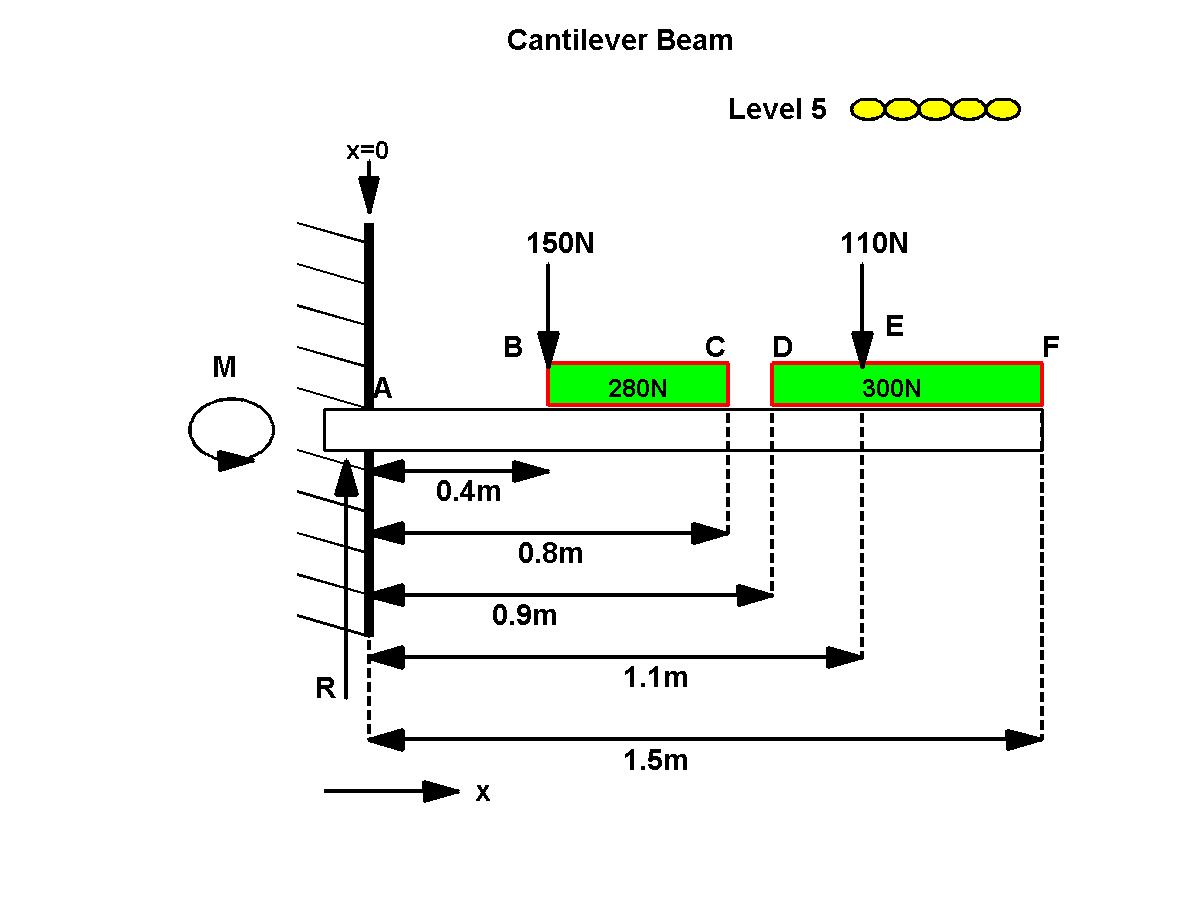 Cantilever Beam
Level 5
x=0
150N
110N
E
B
C
D
F
M
A
280N
300N
0.4m
0.8m
0.9m
1.1m
R
1.5m
x